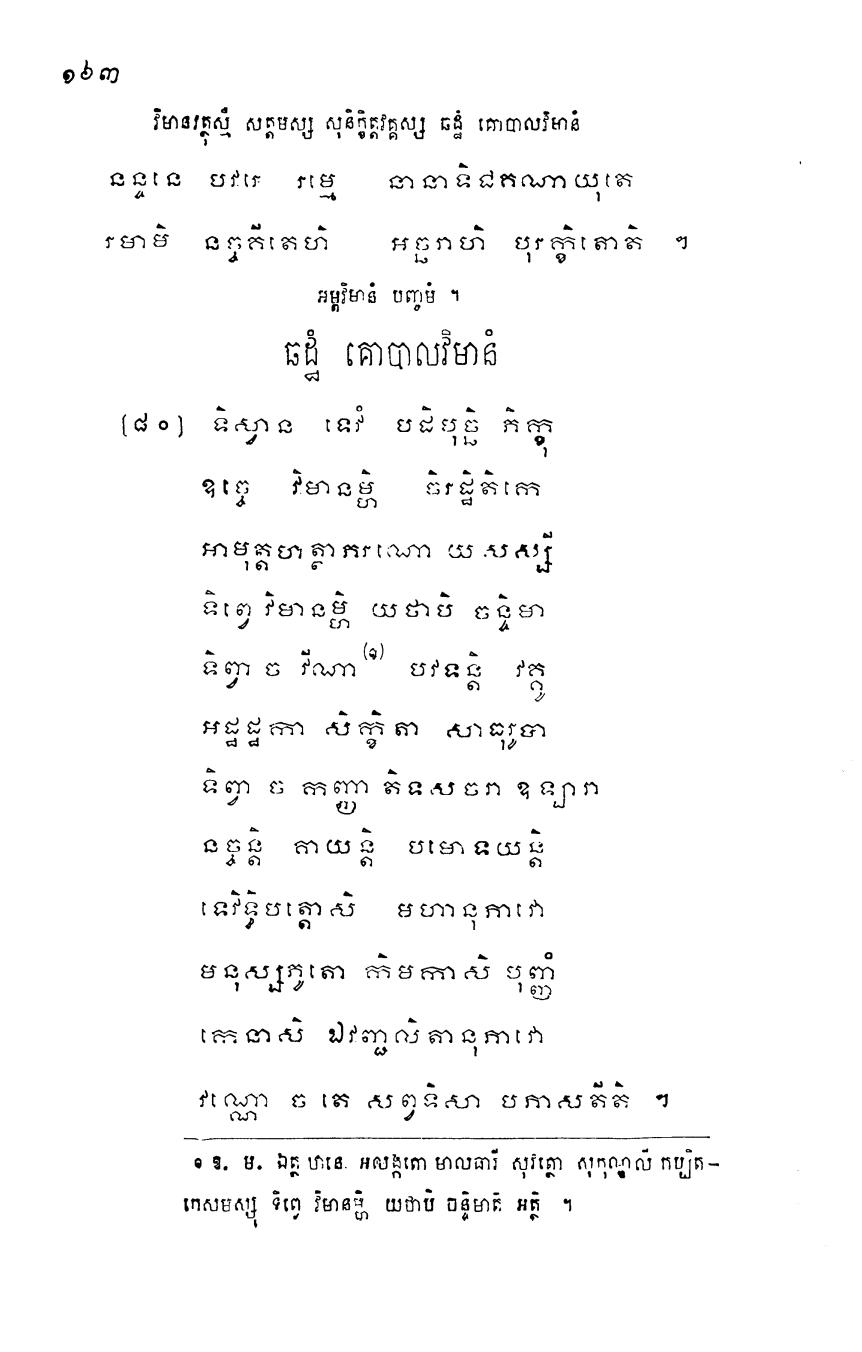 ១៦៣
វិមានវត្ថុស្មឹ សត្តមស្ស សុនិក្ខិត្តវគ្គស្ស ឆដ្ឋំ គោបាលវិមានំ
នន្ទនេ បវរេ រម្មេ នានាទិជគណាយុតេ
រមាមិ នច្ចគីតេហិ អច្ឆរាហិ បុរក្ខិតោតិ ។
អម្ពវិមានំ បញ្ចមំ ។
ឆដ្ឋំ គោបាលវិមានំ
(៨០) ទិស្វាន ទេវំ បដិបុច្ឆិ ភិក្ខុ
ឧច្ចេ វិមានម្ហិ ចិរដ្ឋិតិកេ
អាមុត្តហត្ថាភរណោ យសស្សី
ទិព្វេ វិមានម្ហិ យថាបិ ចន្ទិមា
ទិព្វា ច វីណា (១) បវទន្តិ វគ្គូ
អដ្ឋដ្ឋកា សិក្ខិតា សាធុរូបា
ទិព្វា ច កញ្ញា តិទសចរា ឧឡារា
នច្ចន្តិ គាយន្តិ បមោទយន្តិ
ទេវិទ្ធិបត្តោសិ មហានុភាវោ
មនុស្សភូតោ កិមកាសិ បុញ្ញំ
កេនាសិ ឯវញ្ជលិតានុភាវោ
វណ្ណោ ច តេ សព្វទិសា បភាសតីតិ ។
១ ឱ. ម. ឯត្ថ ឋានេ អលង្កតោ មាលធារី សុវត្ថោ សុកុណ្ឌលី កប្បិត-
កេសមស្សុ ទិព្វេ វិមានម្ហិ យថាបិ ចន្ទិមាតិ អត្ថិ ។